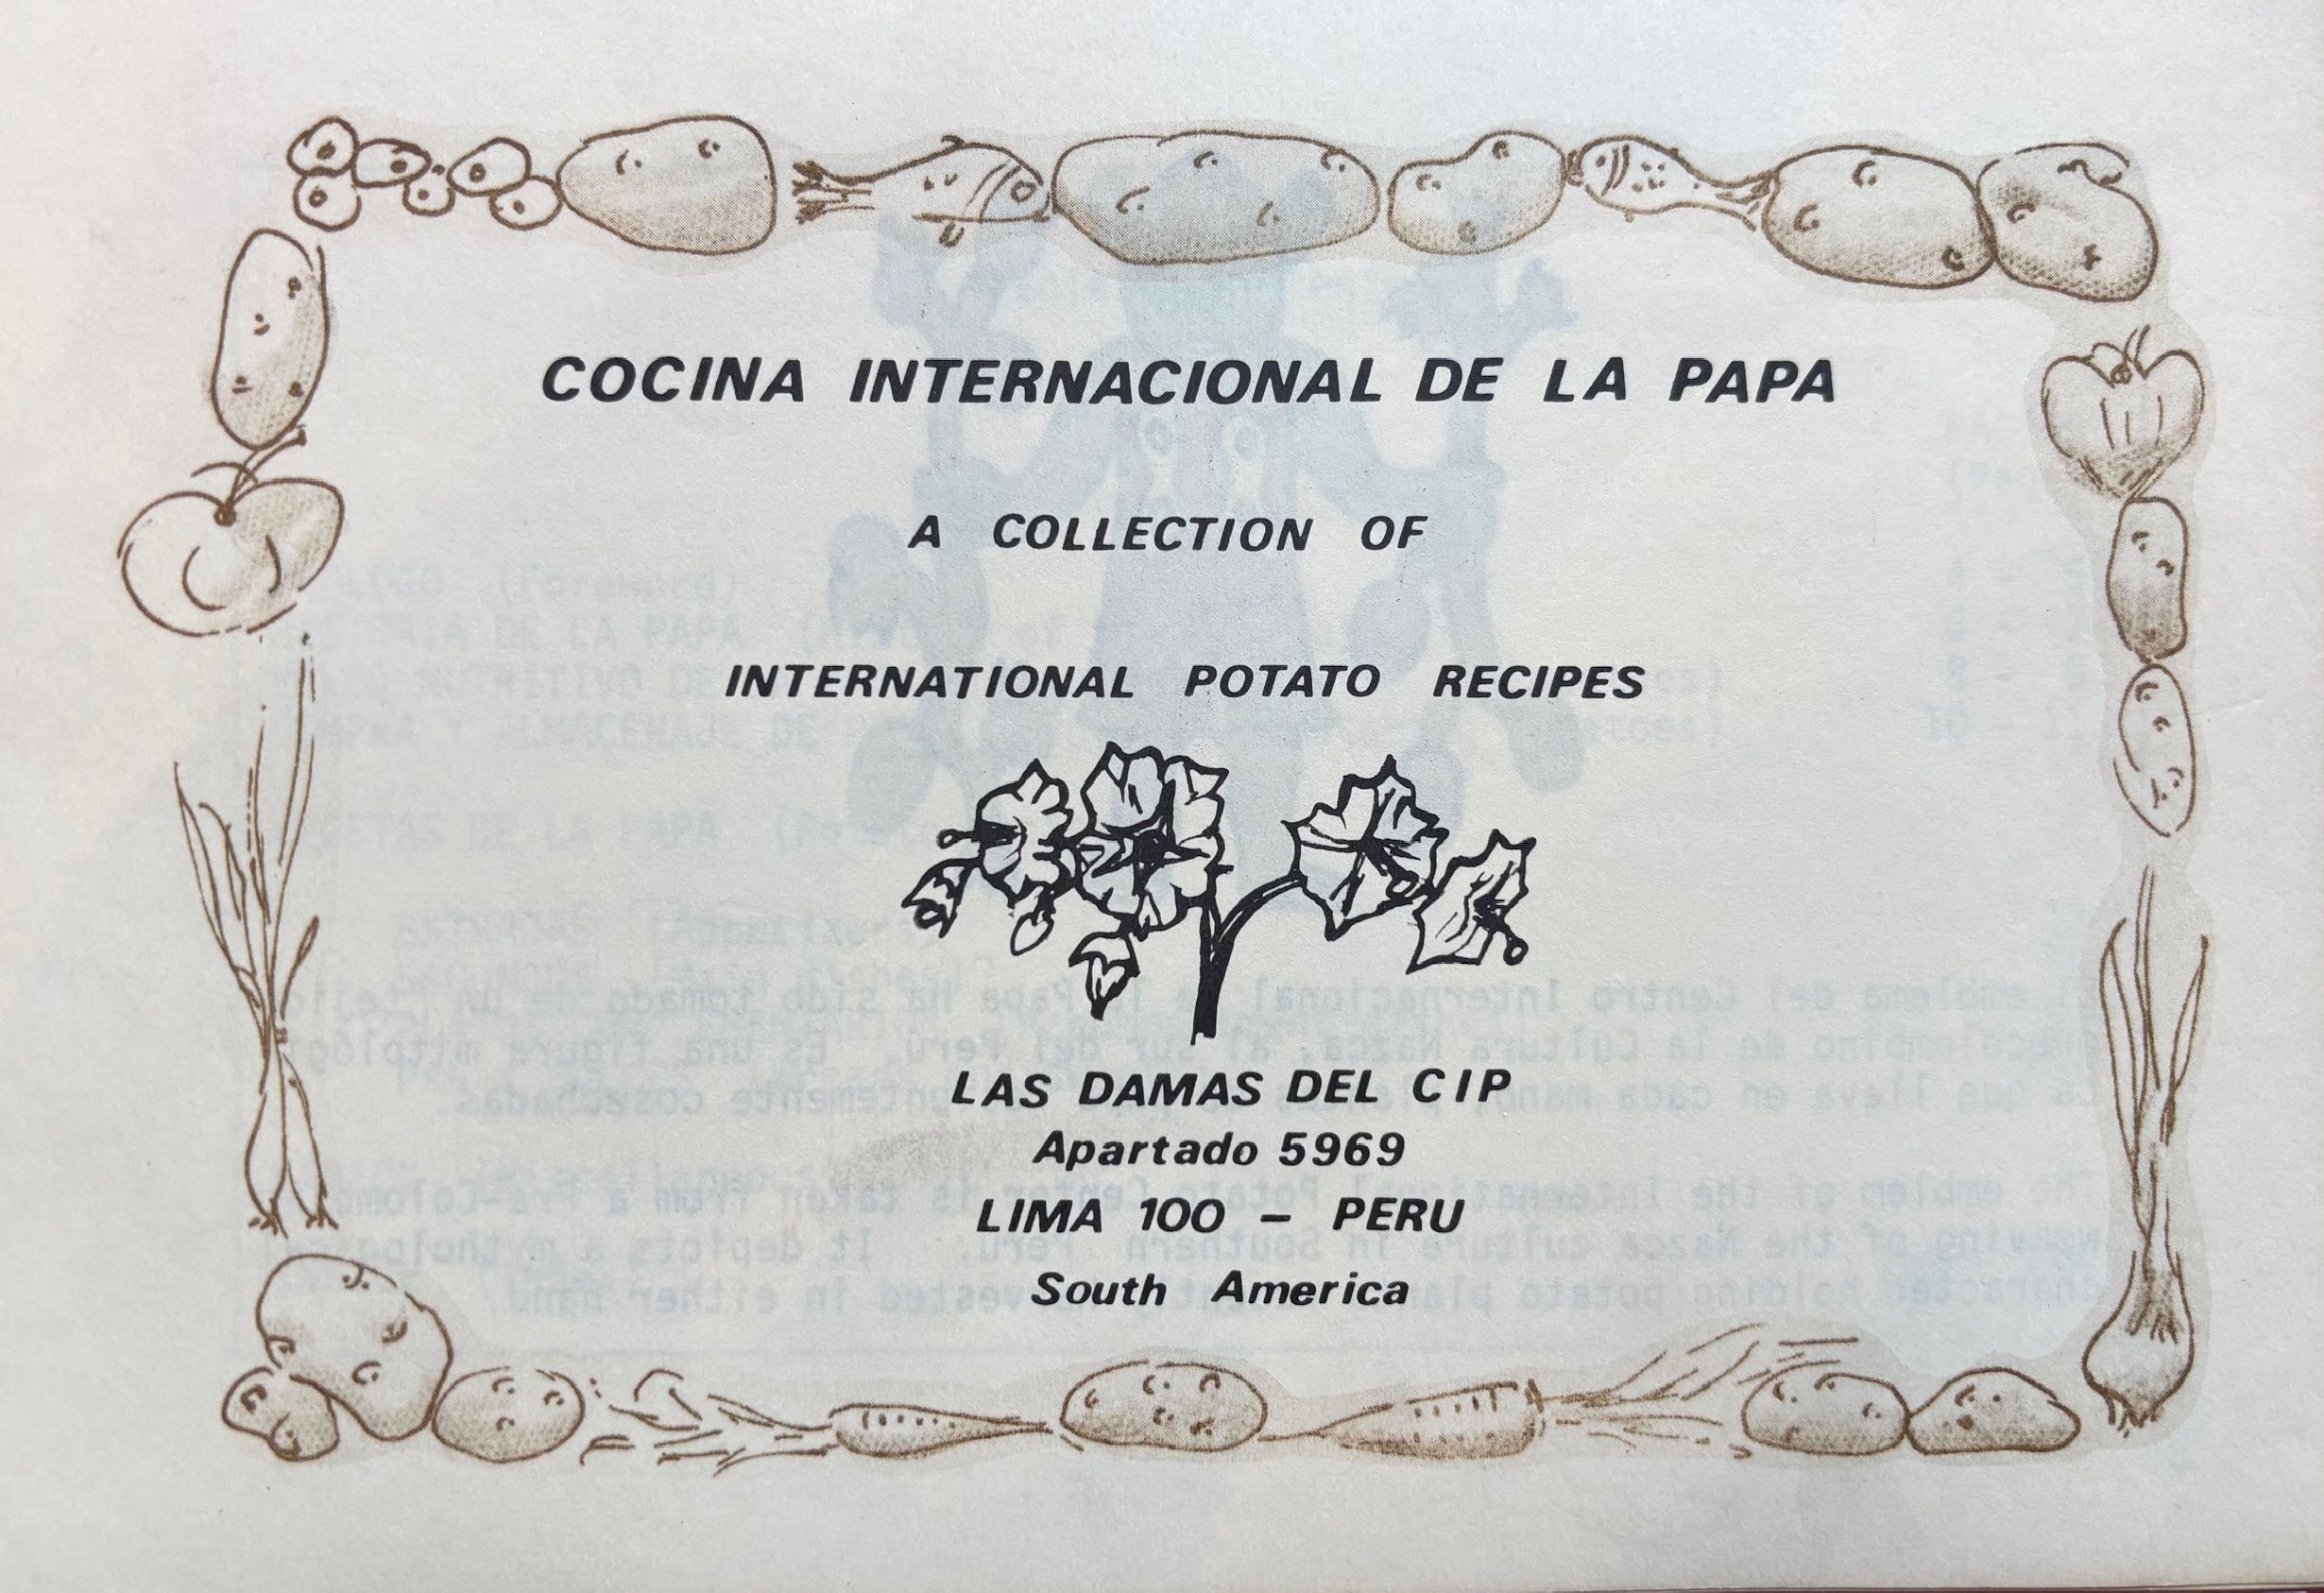 COCINA INTERNACIONAL DE LA PAPA
A COLLECTION OF
INTERNATIONAL POTATO RECIPES
LAS DAMAS DEL CIP
Apartado 5969
LIMA 100 – PERU
South America